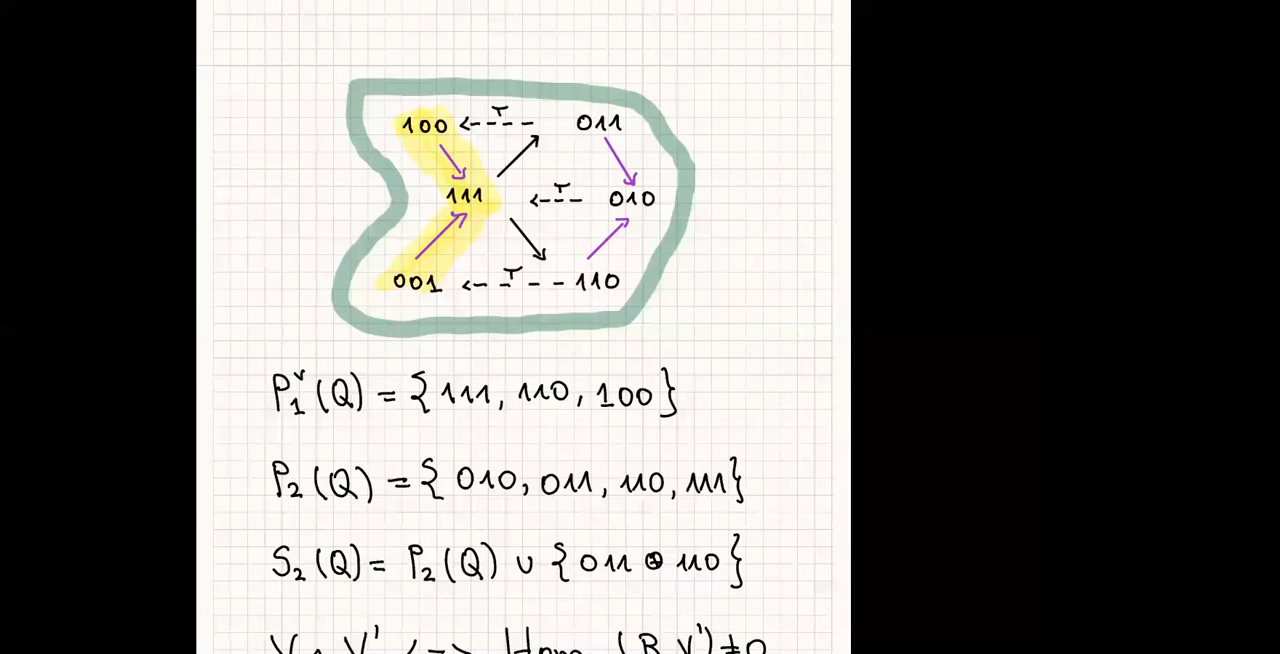 100 <--τ-- 011
111 <-τ-- 010
001 <--τ-- 110
P₁ᵛ(Q) = {111, 110, 100}
P₂(Q) = {010, 011, 110, 111}
S₂(Q) = P₂(Q) ∪ {011 ⊕ 110}